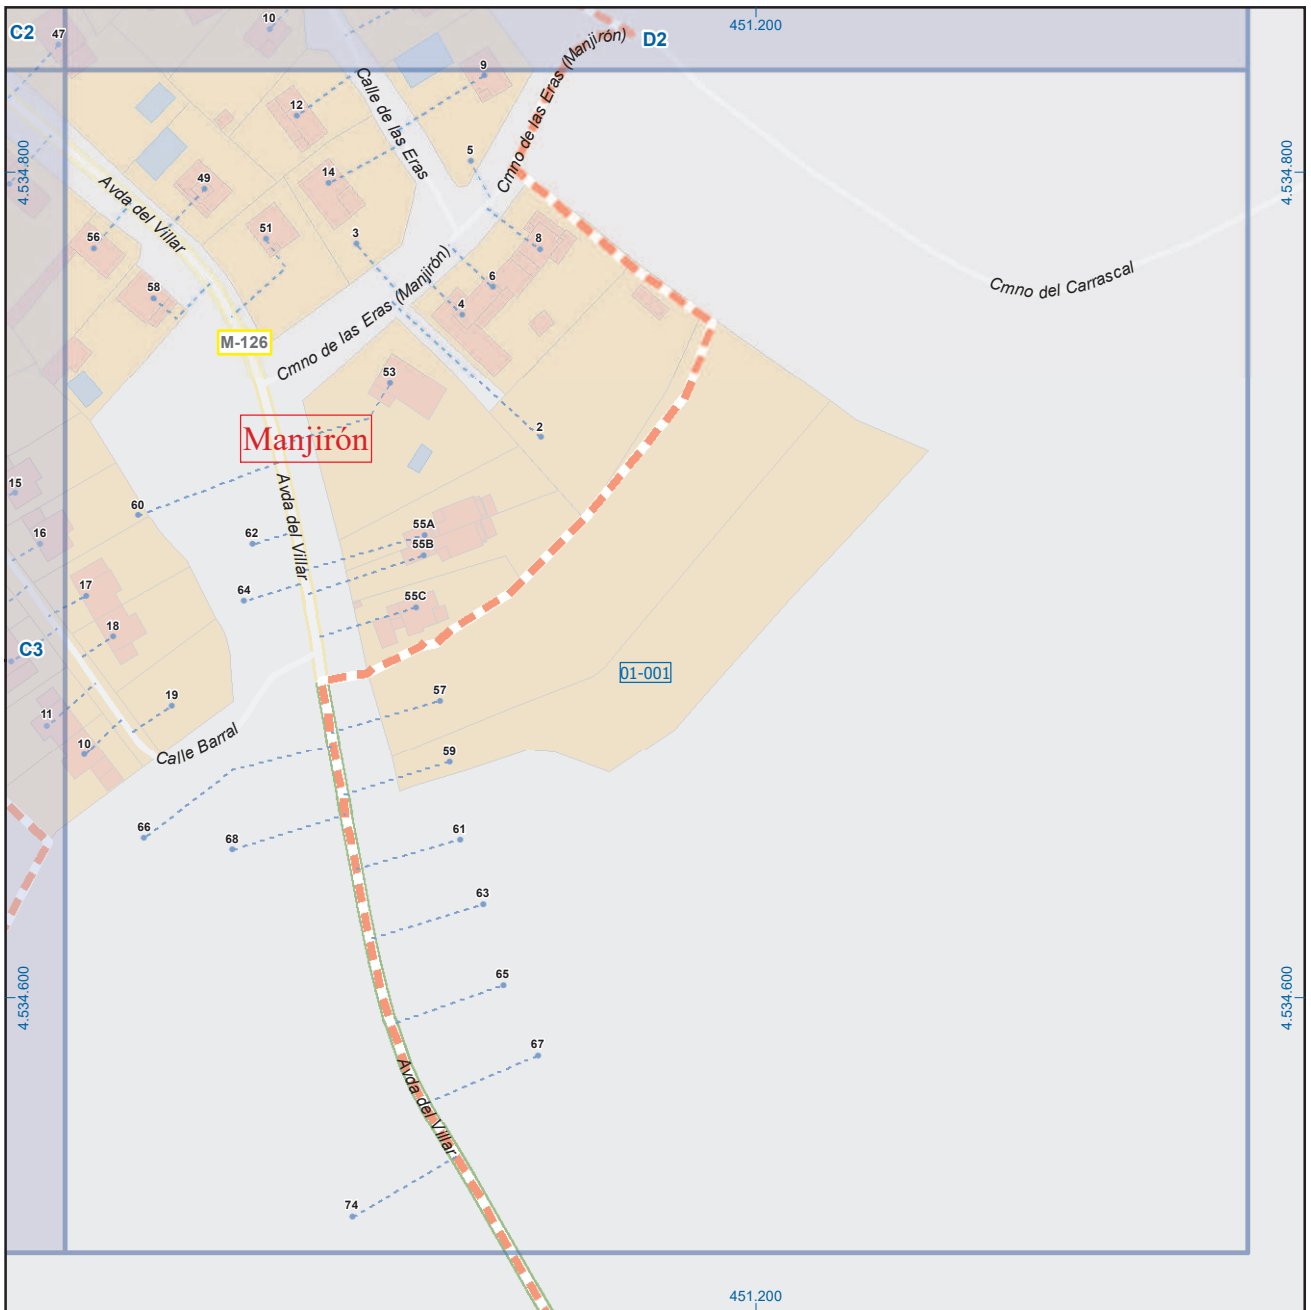 451.200
C2
47
10
Cmno de las Eras (Manjirón)
D2
9
Calle de las Eras
12
5
4.534.800
4.534.800
14
49
Cmno de las Eras (Manjirón)
Avda del Villar
51
3
8
56
6
Cmno del Carrascal
58
4
M-126
53
Manjirón
2
15
60
Avda del Villar
55A
16
62
55B
17
64
55C
18
C3
01-001
19
57
11
10
Calle Barral
59
66
68
61
63
65
4.534.600
4.534.600
67
Avda del Villar
74
451.200